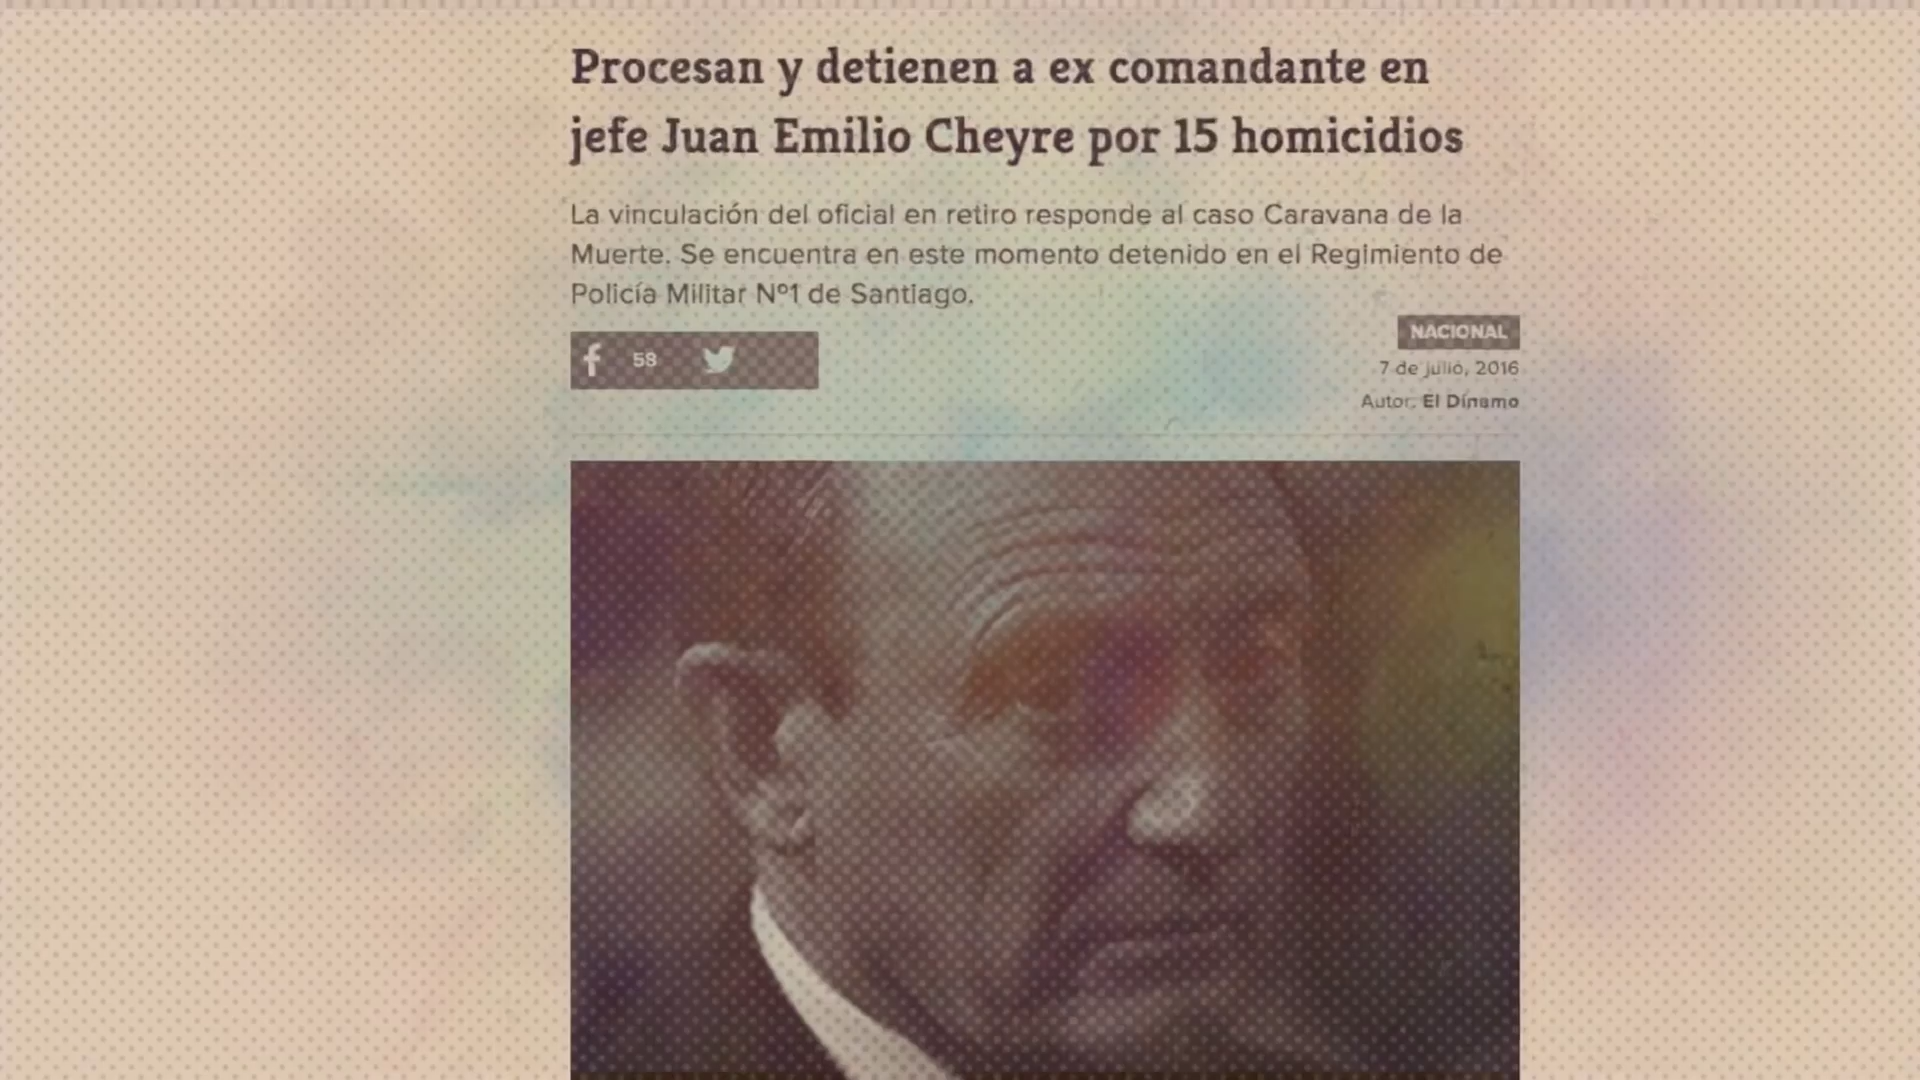 Procesan y detienen a ex comandante en
jefe Juan Emilio Cheyre por 15 homicidios
La vinculación del oficial en retiro responde al caso Caravana de la
Muerte. Se encuentra en este momento detenido en el Regimiento de
Policía Militar Nº1 de Santiago.
58
NACIONAL
7 de julio, 2016
Autor: El Dínamo